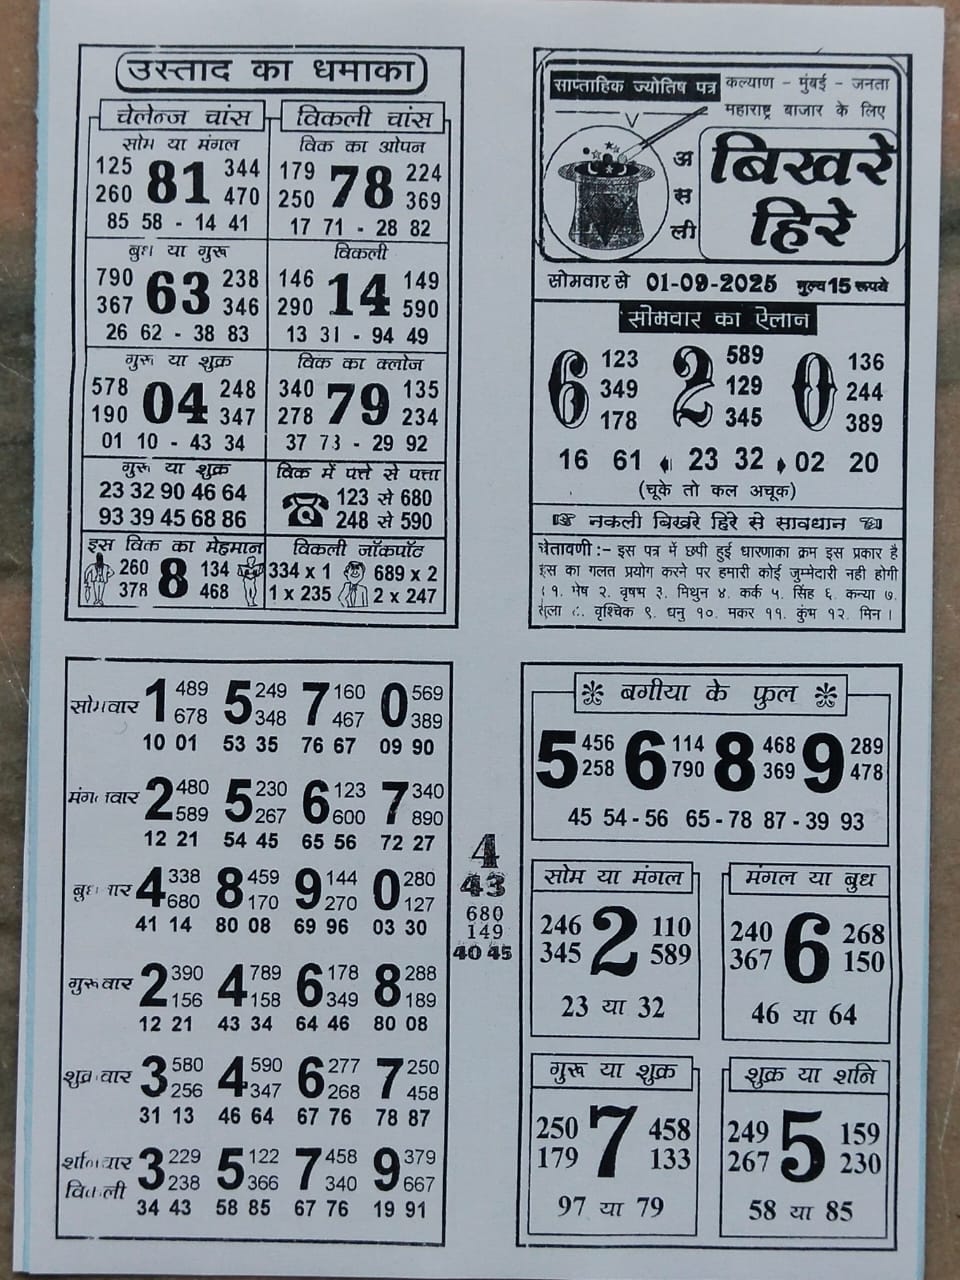 उस्ताद का धमाका
चेलेन्ज चांस
सोम या मंगल
125 81 344
260 470
85 58 - 14 41
बुध या गुरू
790 63 238
367 346
26 62 - 38 83
गुरू या शुक्र
578 04 248
190 347
01 10 - 43 34
गुरू या शुक्र
23 32 90 46 64
93 39 45 68 86
इस विक का मेहमान
260 8 134
378 468
विकली चांस
विक का ओपन
179 78 224
250 369
17 71 - 28 82
विकली
146 14 149
290 590
13 31 - 94 49
विक का क्लोज
340 79 135
278 234
37 73 - 29 92
विक में पत्ते से पत्ता
123 से 680
248 से 590
विकली जॉकपॉट
334 x 1 689 x 2
1 x 235 2 x 247
साप्ताहिक ज्योतिष पत्र
कल्याण - मुंबई - जनता
महाराष्ट्र बाजार के लिए
असली
बिखरे
हिरे
सोमवार से 01-09-2025 मुल्य 15 रूपये
सोमवार का ऐलान
6 123 2 589 0 136
349 129 244
178 345 389
16 61 23 32 02 20
(चूके तो कल अचूक)
नकली बिखरे हिरे से सावधान
चेतावणी :- इस पत्र में छपी हुई धारणाका क्रम इस प्रकार है
इस का गलत प्रयोग करने पर हमारी कोई जुम्मेदारी नही होगी
१. मेष २. वृषभ ३. मिथुन ४. कर्क ५. सिंह ६. कन्या ७.
तुला ८. वृश्चिक ९. धनु १०. मकर ११. कुंभ १२. मिन ।
सोमवार 1 489 5 249 7 160 0 569
678 348 467 389
10 01 53 35 76 67 09 90
मंगलवार 2 480 5 230 6 123 7 340
589 267 600 890
12 21 54 45 65 56 72 27
बुधवार 4 338 8 459 9 144 0 280
680 170 270 127
41 14 80 08 69 96 03 30
गुरूवार 2 390 4 789 6 178 8 288
156 158 349 189
12 21 43 34 64 46 80 08
शुक्रवार 3 580 4 590 6 277 7 250
256 347 268 458
31 13 46 64 67 76 78 87
शनिवार 3 229 5 122 7 458 9 379
विकली 238 366 340 667
34 43 58 85 67 76 19 91
4
43
680
149
40 45
बगीया के फुल
5 456 6 114 8 468 9 289
258 790 369 478
45 54 - 56 65 - 78 87 - 39 93
सोम या मंगल
246 2 110
345 589
23 या 32
मंगल या बुध
240 6 268
367 150
46 या 64
गुरू या शुक्र
250 7 458
179 133
97 या 79
शुक्र या शनि
249 5 159
267 230
58 या 85